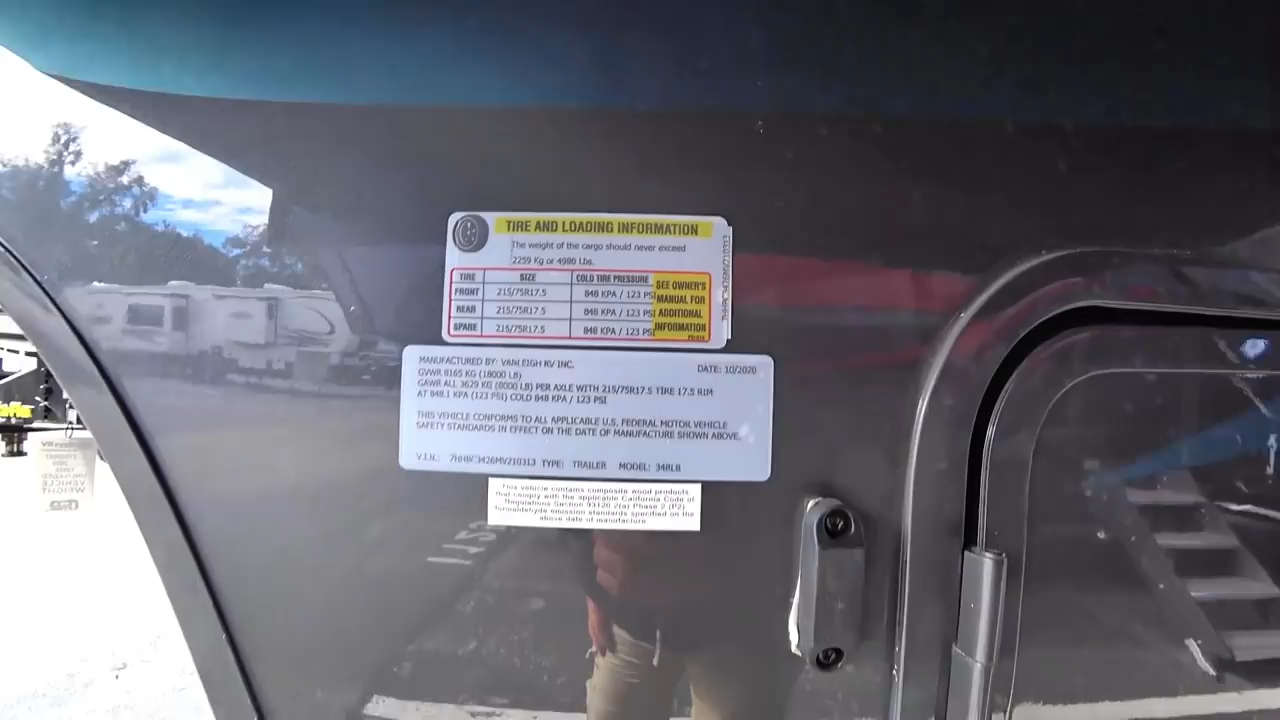 TIRE AND LOADING INFORMATION
The weight of the cargo should never exceed
2259 Kg or 4980 Lbs.
TIRE SIZE COLD TIRE PRESSURE
FRONT 215/75R17.5 848 KPA / 123 PSI
REAR 215/75R17.5 848 KPA / 123 PSI
SPARE 215/75R17.5 848 KPA / 123 PSI
SEE OWNER'S
MANUAL FOR
ADDITIONAL
INFORMATION
MANUFACTURED BY: VANLEIGH RV INC. DATE: 10/2020
GVWR 8165 KG (18000 LB)
GAWR ALL 3629 KG (8000 LB) PER AXLE WITH 215/75R17.5 TIRE 17.5 RIM
AT 848.1 KPA (123 PSI) COLD 848 KPA / 123 PSI
THIS VEHICLE CONFORMS TO ALL APPLICABLE U.S. FEDERAL MOTOR VEHICLE
SAFETY STANDARDS IN EFFECT ON THE DATE OF MANUFACTURE SHOWN ABOVE.
V.I.N.: TYPE: TRAILER MODEL:
This vehicle contains composite wood products
that comply with the applicable California Code of
Regulations Section 93120.2(a) Phase 2 (P2)
formaldehyde emission standards specified on the
above date of manufacture.